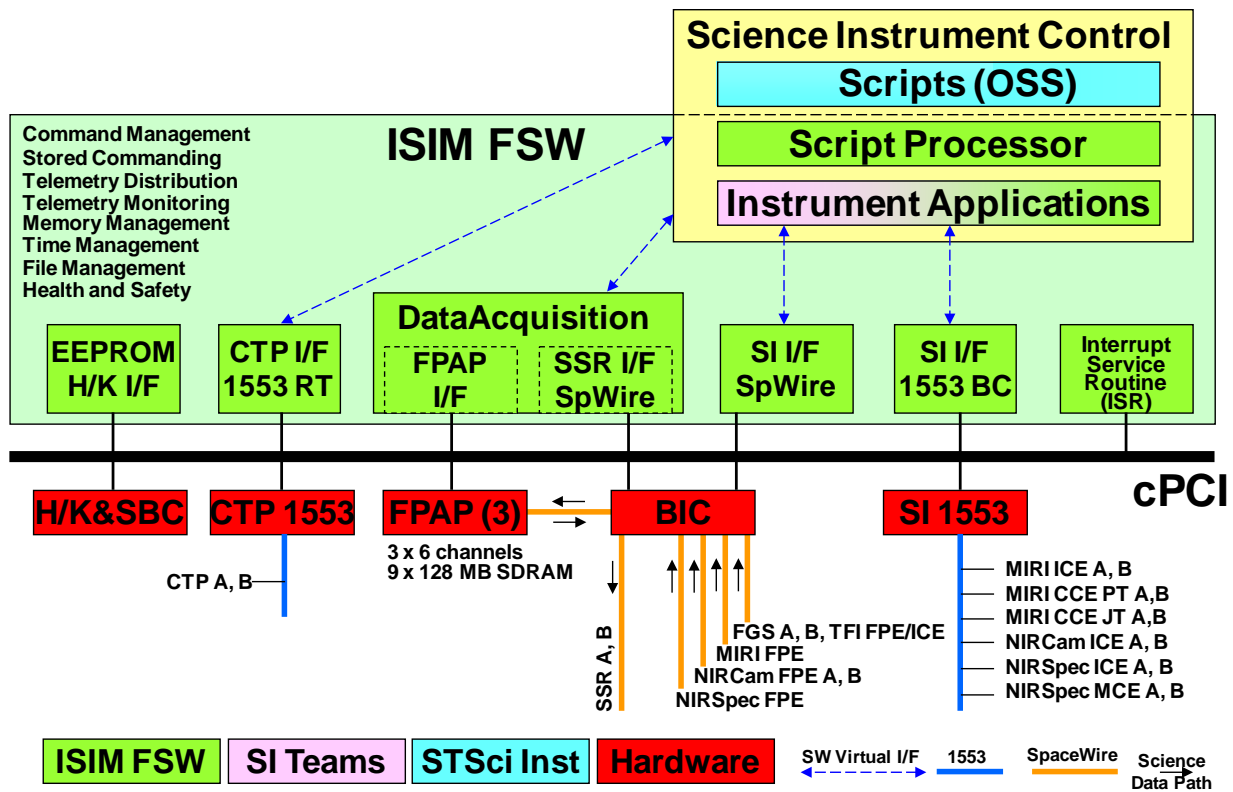 Science Instrument Control
Scripts (OSS)
Script Processor
Instrument Applications
ISIM FSW
Command Management
Stored Commanding
Telemetry Distribution
Telemetry Monitoring
Memory Management
Time Management
File Management
Health and Safety
EEPROM
H/K I/F
CTP I/F
1553 RT
DataAcquisition
FPAP
I/F
SSR I/F
SpWire
SI I/F
SpWire
SI I/F
1553 BC
Interrupt
Service
Routine
(ISR)
cPCI
H/K&SBC
CTP 1553
FPAP (3)
BIC
SI 1553
3 x 6 channels
9 x 128 MB SDRAM
CTP A, B
SSR A, B
FGS A, B, TFI FPE/ICE
MIRI FPE
NIRCam FPE A, B
NIRSpec FPE
MIRI ICE A, B
MIRI CCE PT A,B
MIRI CCE JT A,B
NIRCam ICE A, B
NIRSpec ICE A, B
NIRSpec MCE A, B
ISIM FSW
SI Teams
STSci Inst
Hardware
SW Virtual I/F
1553
SpaceWire
Science
Data Path